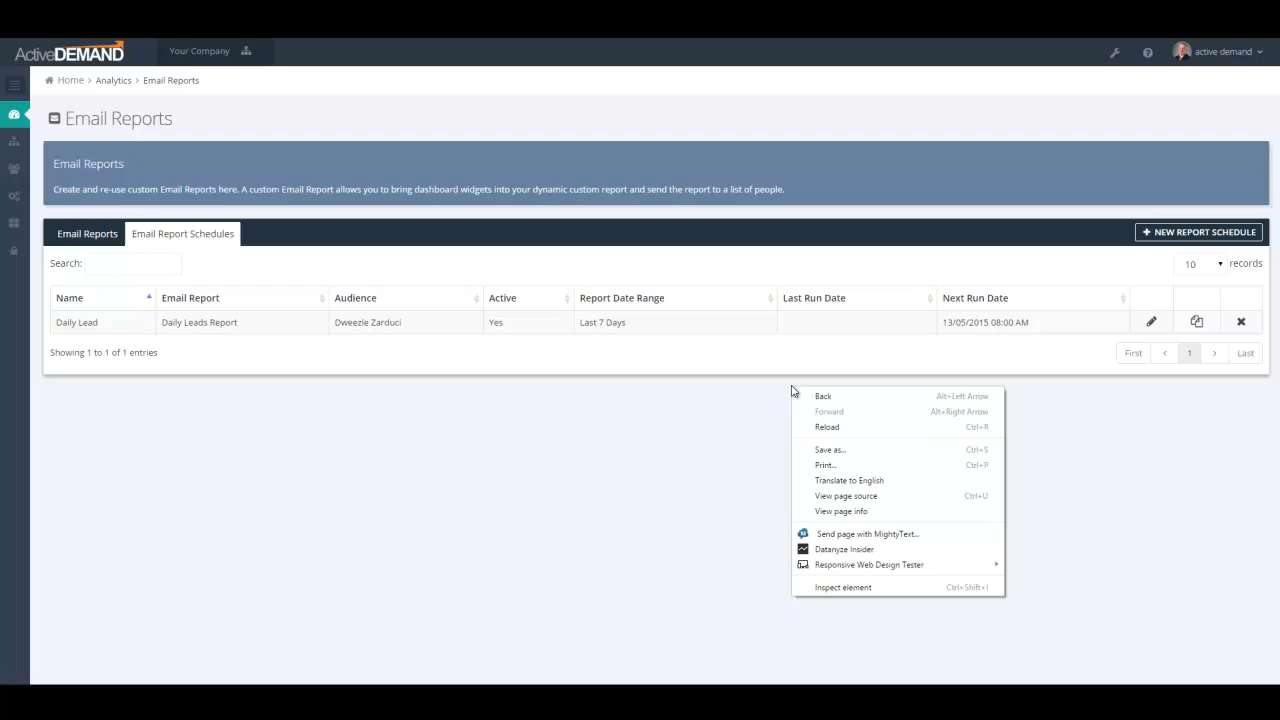 ActiveDEMAND Your Company active demand
Home > Analytics > Email Reports
Email Reports
Email Reports
Create and re-use custom Email Reports here. A custom Email Report allows you to bring dashboard widgets into your dynamic custom report and send the report to a list of people.
Email Reports Email Report Schedules + NEW REPORT SCHEDULE
Search: 10 records
Name Email Report Audience Active Report Date Range Last Run Date Next Run Date
Daily Lead Daily Leads Report Dweezle Zarduci Yes Last 7 Days 13/05/2015 08:00 AM
Showing 1 to 1 of 1 entries First < 1 > Last
Back Alt+Left Arrow
Forward Alt+Right Arrow
Reload Ctrl+R
Save as... Ctrl+S
Print... Ctrl+P
Translate to English
View page source Ctrl+U
View page info
Send page with MightyText...
Datanyze Insider
Responsive Web Design Tester
Inspect element Ctrl+Shift+I